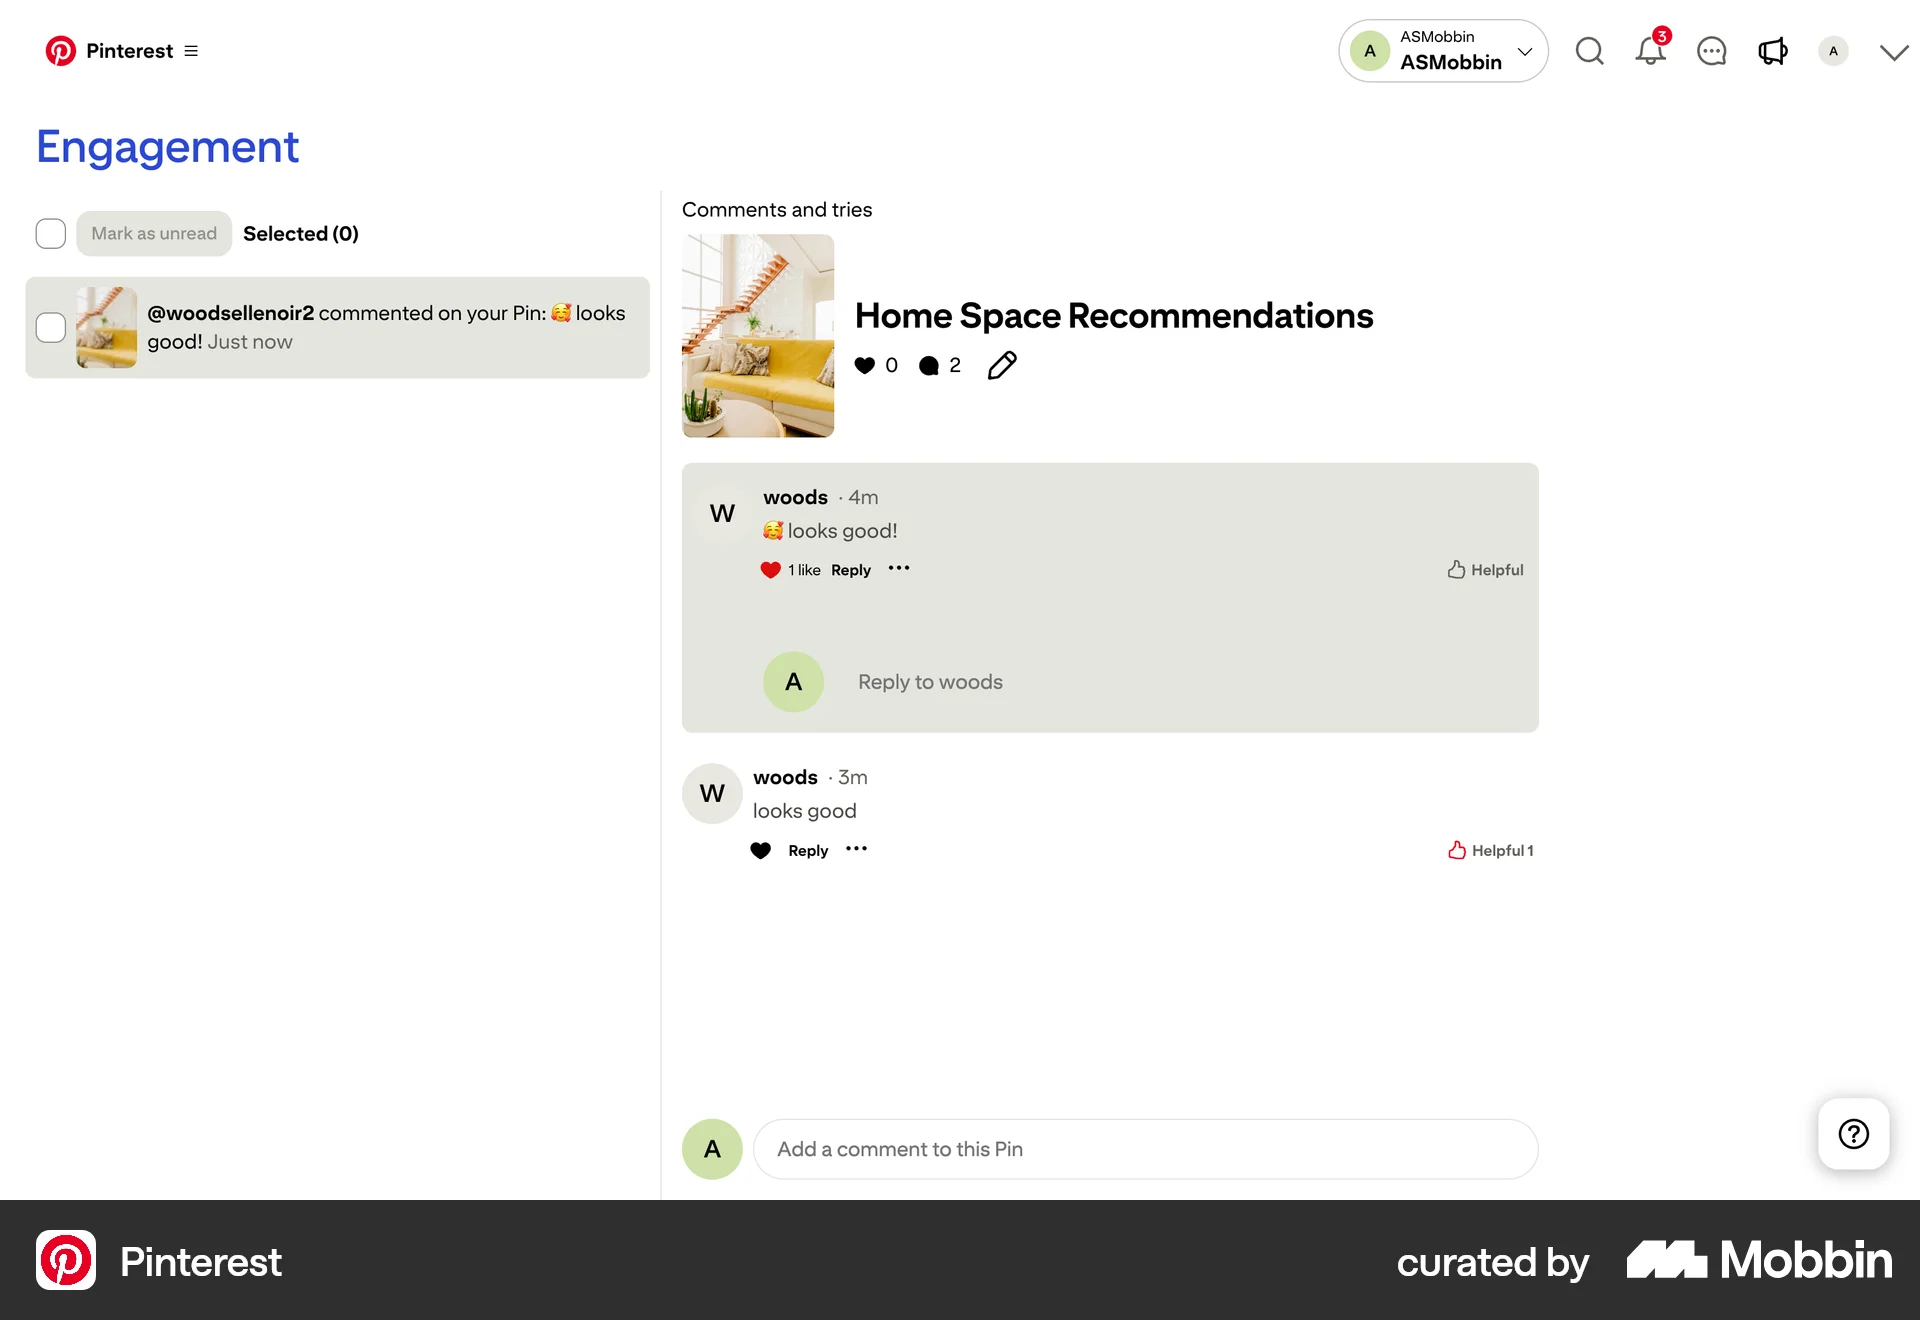 Pinterest
A
ASMobbin
ASMobbin
3
A
Engagement
Mark as unread
Selected (0)
@woodsellenoir2 commented on your Pin: 🥰 looks
good! Just now
Comments and tries
Home Space Recommendations
0
2
W
woods · 4m
🥰 looks good!
1 like Reply
Helpful
A
Reply to woods
W
woods · 3m
looks good
Reply
Helpful 1
A
Add a comment to this Pin
Pinterest
curated by
Mobbin